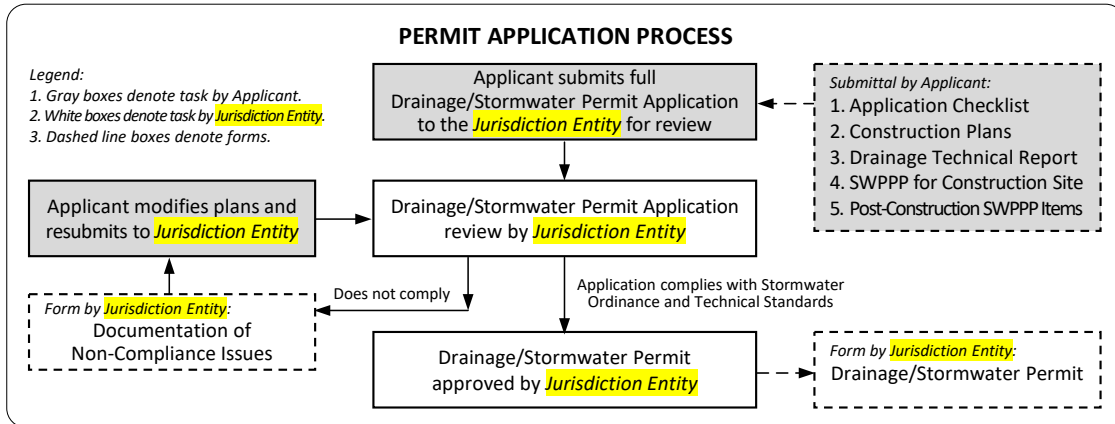 PERMIT APPLICATION PROCESS
Legend:
1. Gray boxes denote task by Applicant.
2. White boxes denote task by Jurisdiction Entity.
3. Dashed line boxes denote forms.
Applicant submits full
Drainage/Stormwater Permit Application
to the Jurisdiction Entity for review
Submittal by Applicant:
1. Application Checklist
2. Construction Plans
3. Drainage Technical Report
4. SWPPP for Construction Site
5. Post-Construction SWPPP Items
Applicant modifies plans and
resubmits to Jurisdiction Entity
Drainage/Stormwater Permit Application
review by Jurisdiction Entity
Does not comply
Application complies with Stormwater
Ordinance and Technical Standards
Form by Jurisdiction Entity:
Documentation of
Non-Compliance Issues
Drainage/Stormwater Permit
approved by Jurisdiction Entity
Form by Jurisdiction Entity:
Drainage/Stormwater Permit